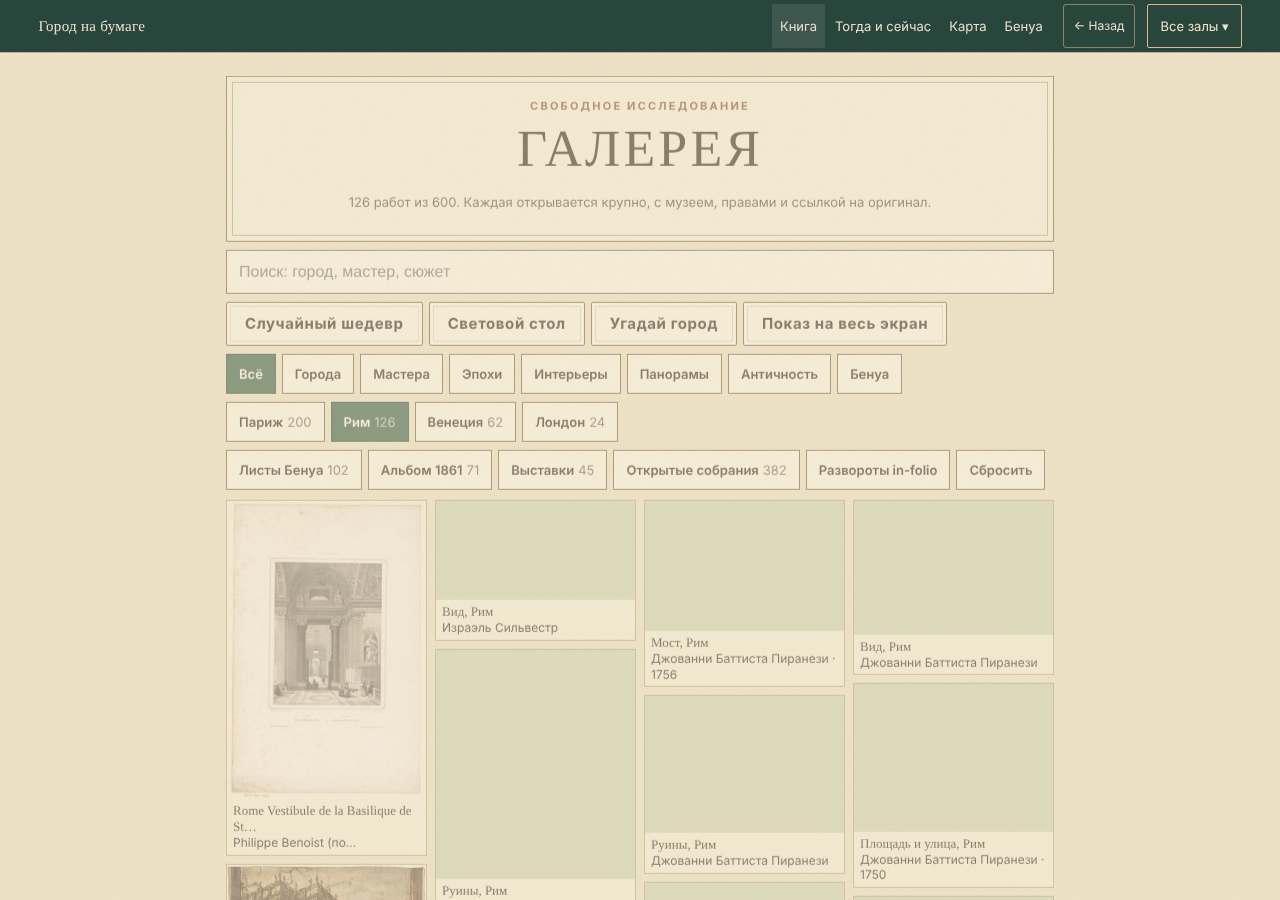 Город на бумаге
Книга
Тогда и сейчас
Карта
Бенуа
← Назад
Все залы ▾
СВОБОДНОЕ ИССЛЕДОВАНИЕ
ГАЛЕРЕЯ
126 работ из 600. Каждая открывается крупно, с музеем, правами и ссылкой на оригинал.
Поиск: город, мастер, сюжет
Случайный шедевр
Световой стол
Угадай город
Показ на весь экран
Всё
Города
Мастера
Эпохи
Интерьеры
Панорамы
Античность
Бенуа
Париж 200
Рим 126
Венеция 62
Лондон 24
Листы Бенуа 102
Альбом 1861 71
Выставки 45
Открытые собрания 382
Развороты in-folio
Сбросить
Rome Vestibule de la Basilique de
St…
Philippe Benoist (no…
Вид, Рим
Израэль Сильвестр
Руины, Рим
Мост, Рим
Джованни Баттиста Пиранези ·
1756
Руины, Рим
Джованни Баттиста Пиранези
Вид, Рим
Джованни Баттиста Пиранези
Площадь и улица, Рим
Джованни Баттиста Пиранези ·
1750